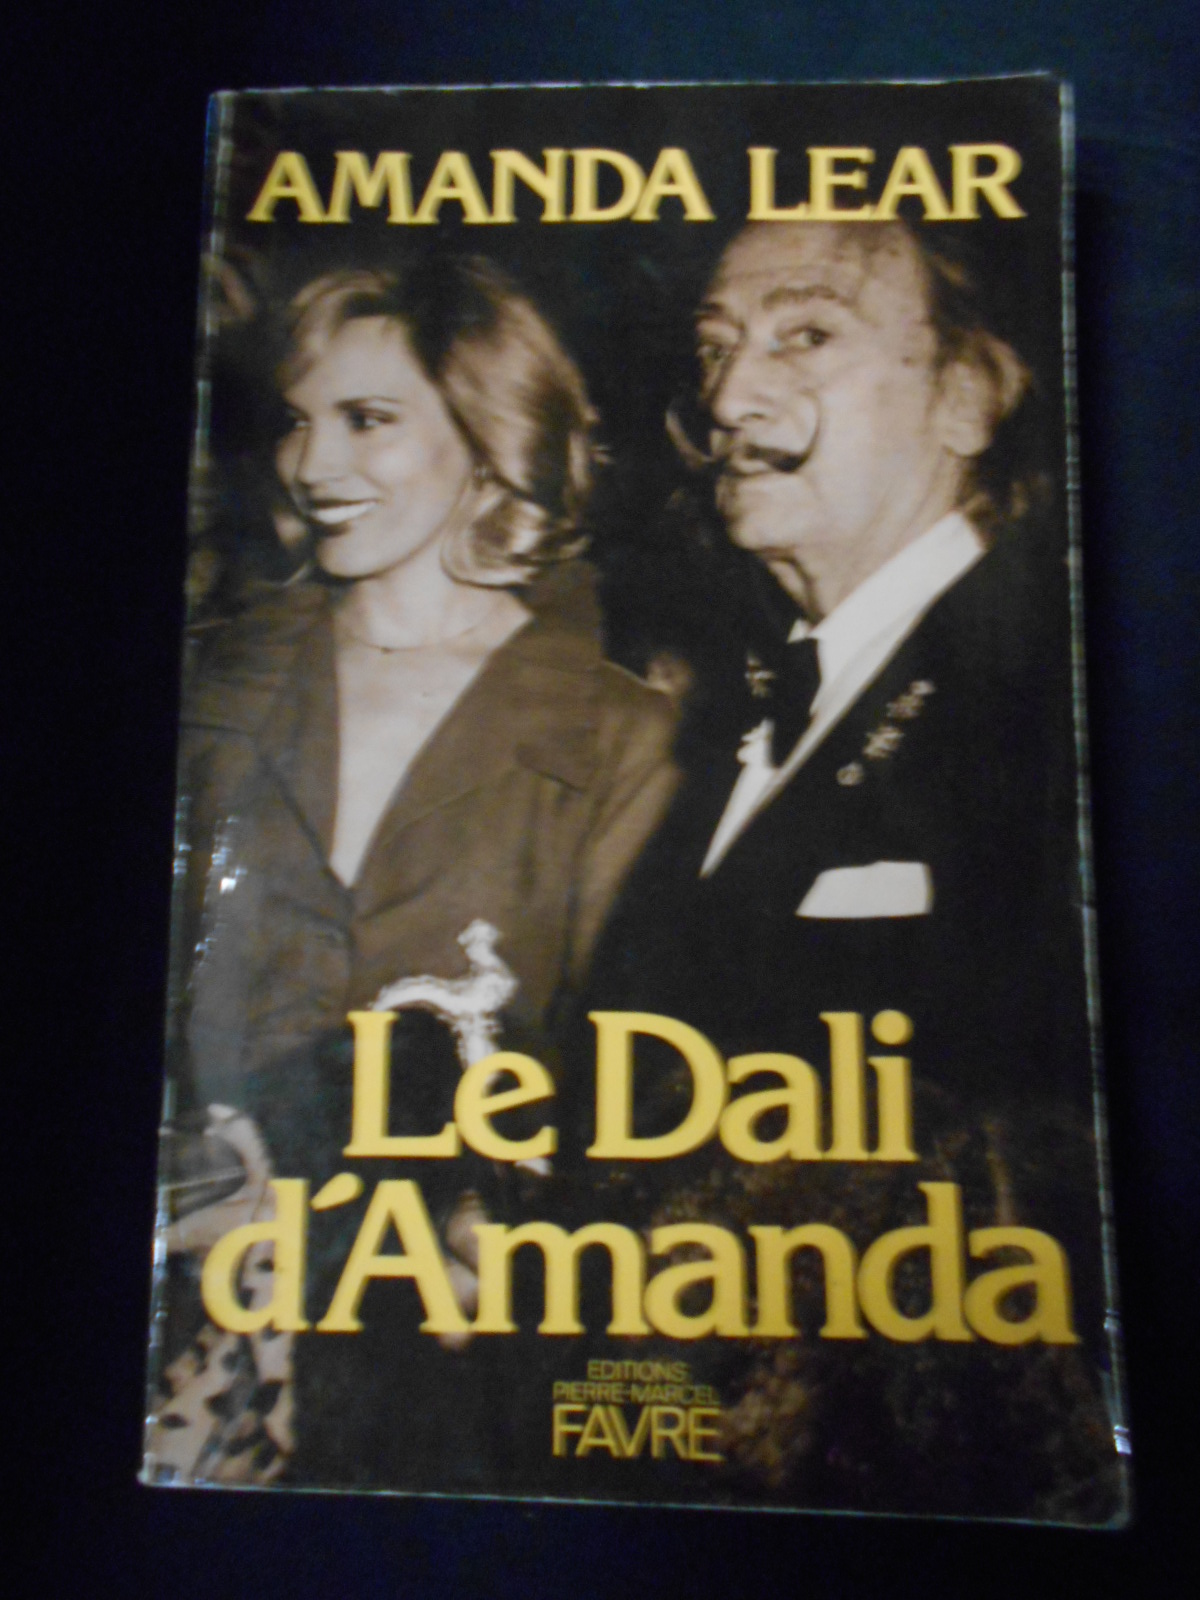 AMANDA LEAR
Le Dali
d'Amanda
EDITIONS
PIERRE-MARCEL
FAVRE